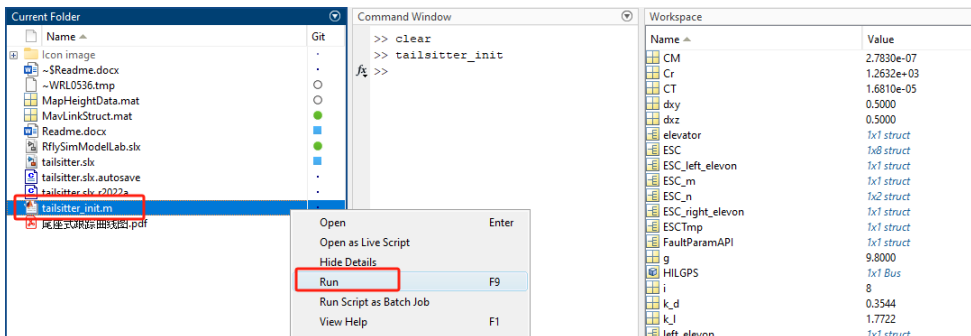 Current Folder
Name Git
Icon image
~$Readme.docx
~WRL0536.tmp
MapHeightData.mat
MavLinkStruct.mat
Readme.docx
RflySimModelLab.slx
tailsitter.slx
tailsitter.slx.autosave
tailsitter.slx.r2022a
tailsitter_init.m
尾座式跟踪曲线图.pdf
Open Enter
Open as Live Script
Hide Details
Run F9
Run Script as Batch Job
View Help F1
Command Window
>> clear
>> tailsitter_init
fx >>
Workspace
Name Value
CM 2.7830e-07
Cr 1.2632e+03
CT 1.6810e-05
dxy 0.5000
dxz 0.5000
elevator 1x1 struct
ESC 1x8 struct
ESC_left_elevon 1x1 struct
ESC_m 1x1 struct
ESC_n 1x2 struct
ESC_right_elevon 1x1 struct
ESCTmp 1x1 struct
FaultParamAPI 1x1 struct
g 9.8000
HILGPS 1x1 Bus
i 8
k_d 0.3544
k_l 1.7722
left_elevon 1x1 struct